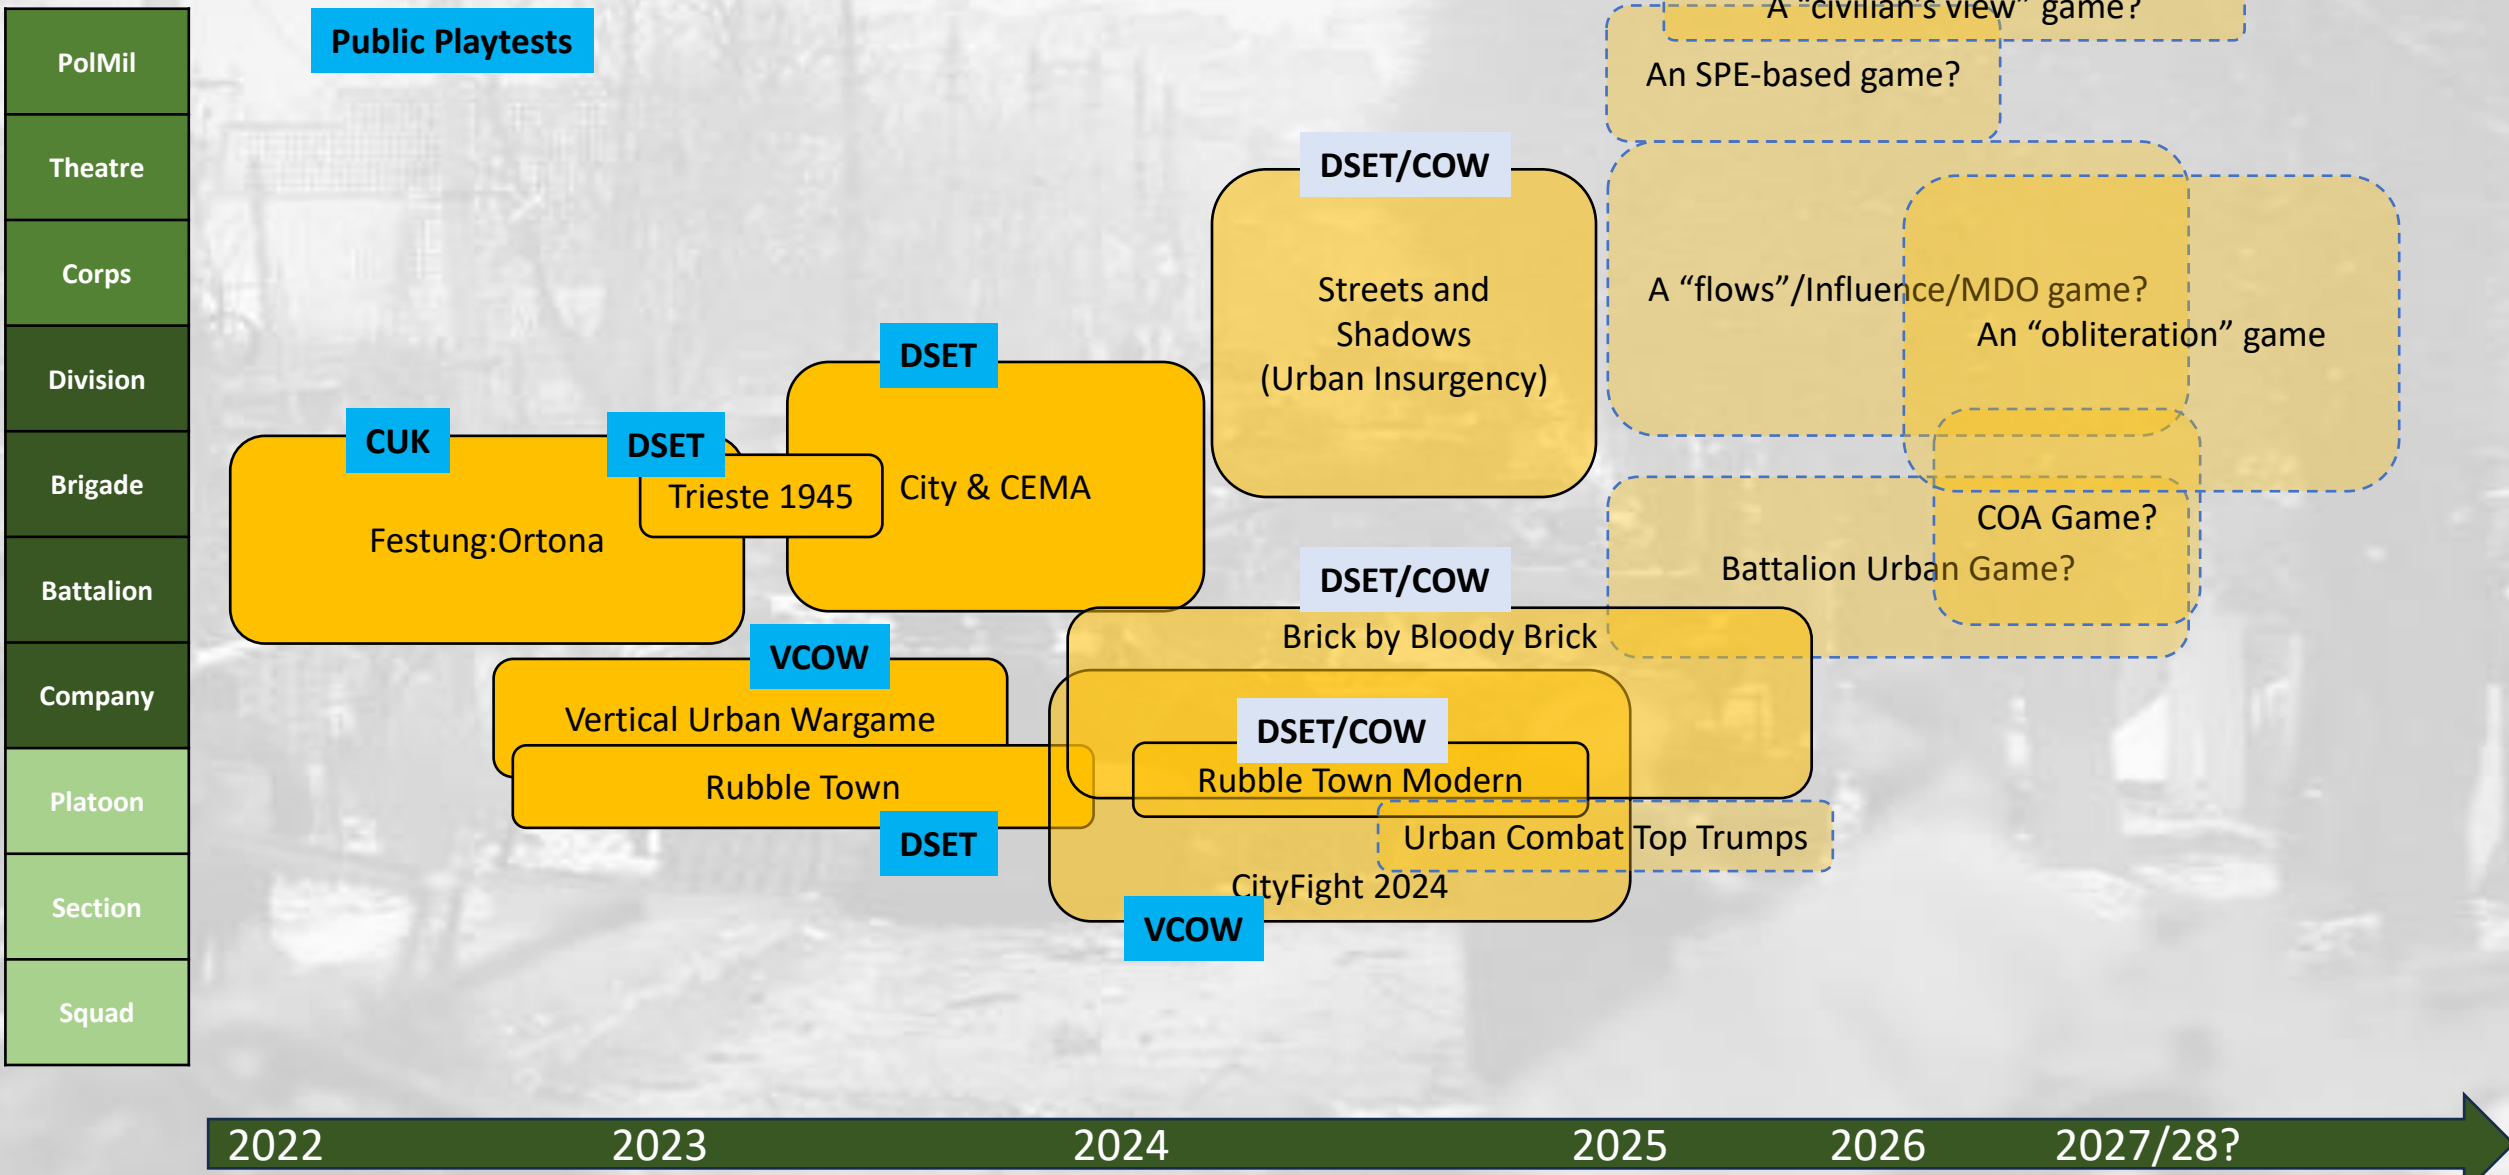 A “civilian’s view” game?
Public Playtests
PolMil
An SPE-based game?
DSET/COW
Theatre
Corps
Streets and
Shadows
(Urban Insurgency)
A “flows”/Influence/MDO game?
An “obliteration” game
DSET
Division
CUK
DSET
Brigade
Trieste 1945
City & CEMA
Festung:Ortona
COA Game?
Battalion Urban Game?
DSET/COW
Battalion
Brick by Bloody Brick
VCOW
Company
Vertical Urban Wargame
DSET/COW
Rubble Town Modern
Rubble Town
Platoon
DSET
Urban Combat Top Trumps
CityFight 2024
Section
VCOW
Squad
2022
2023
2024
2025
2026
2027/28?